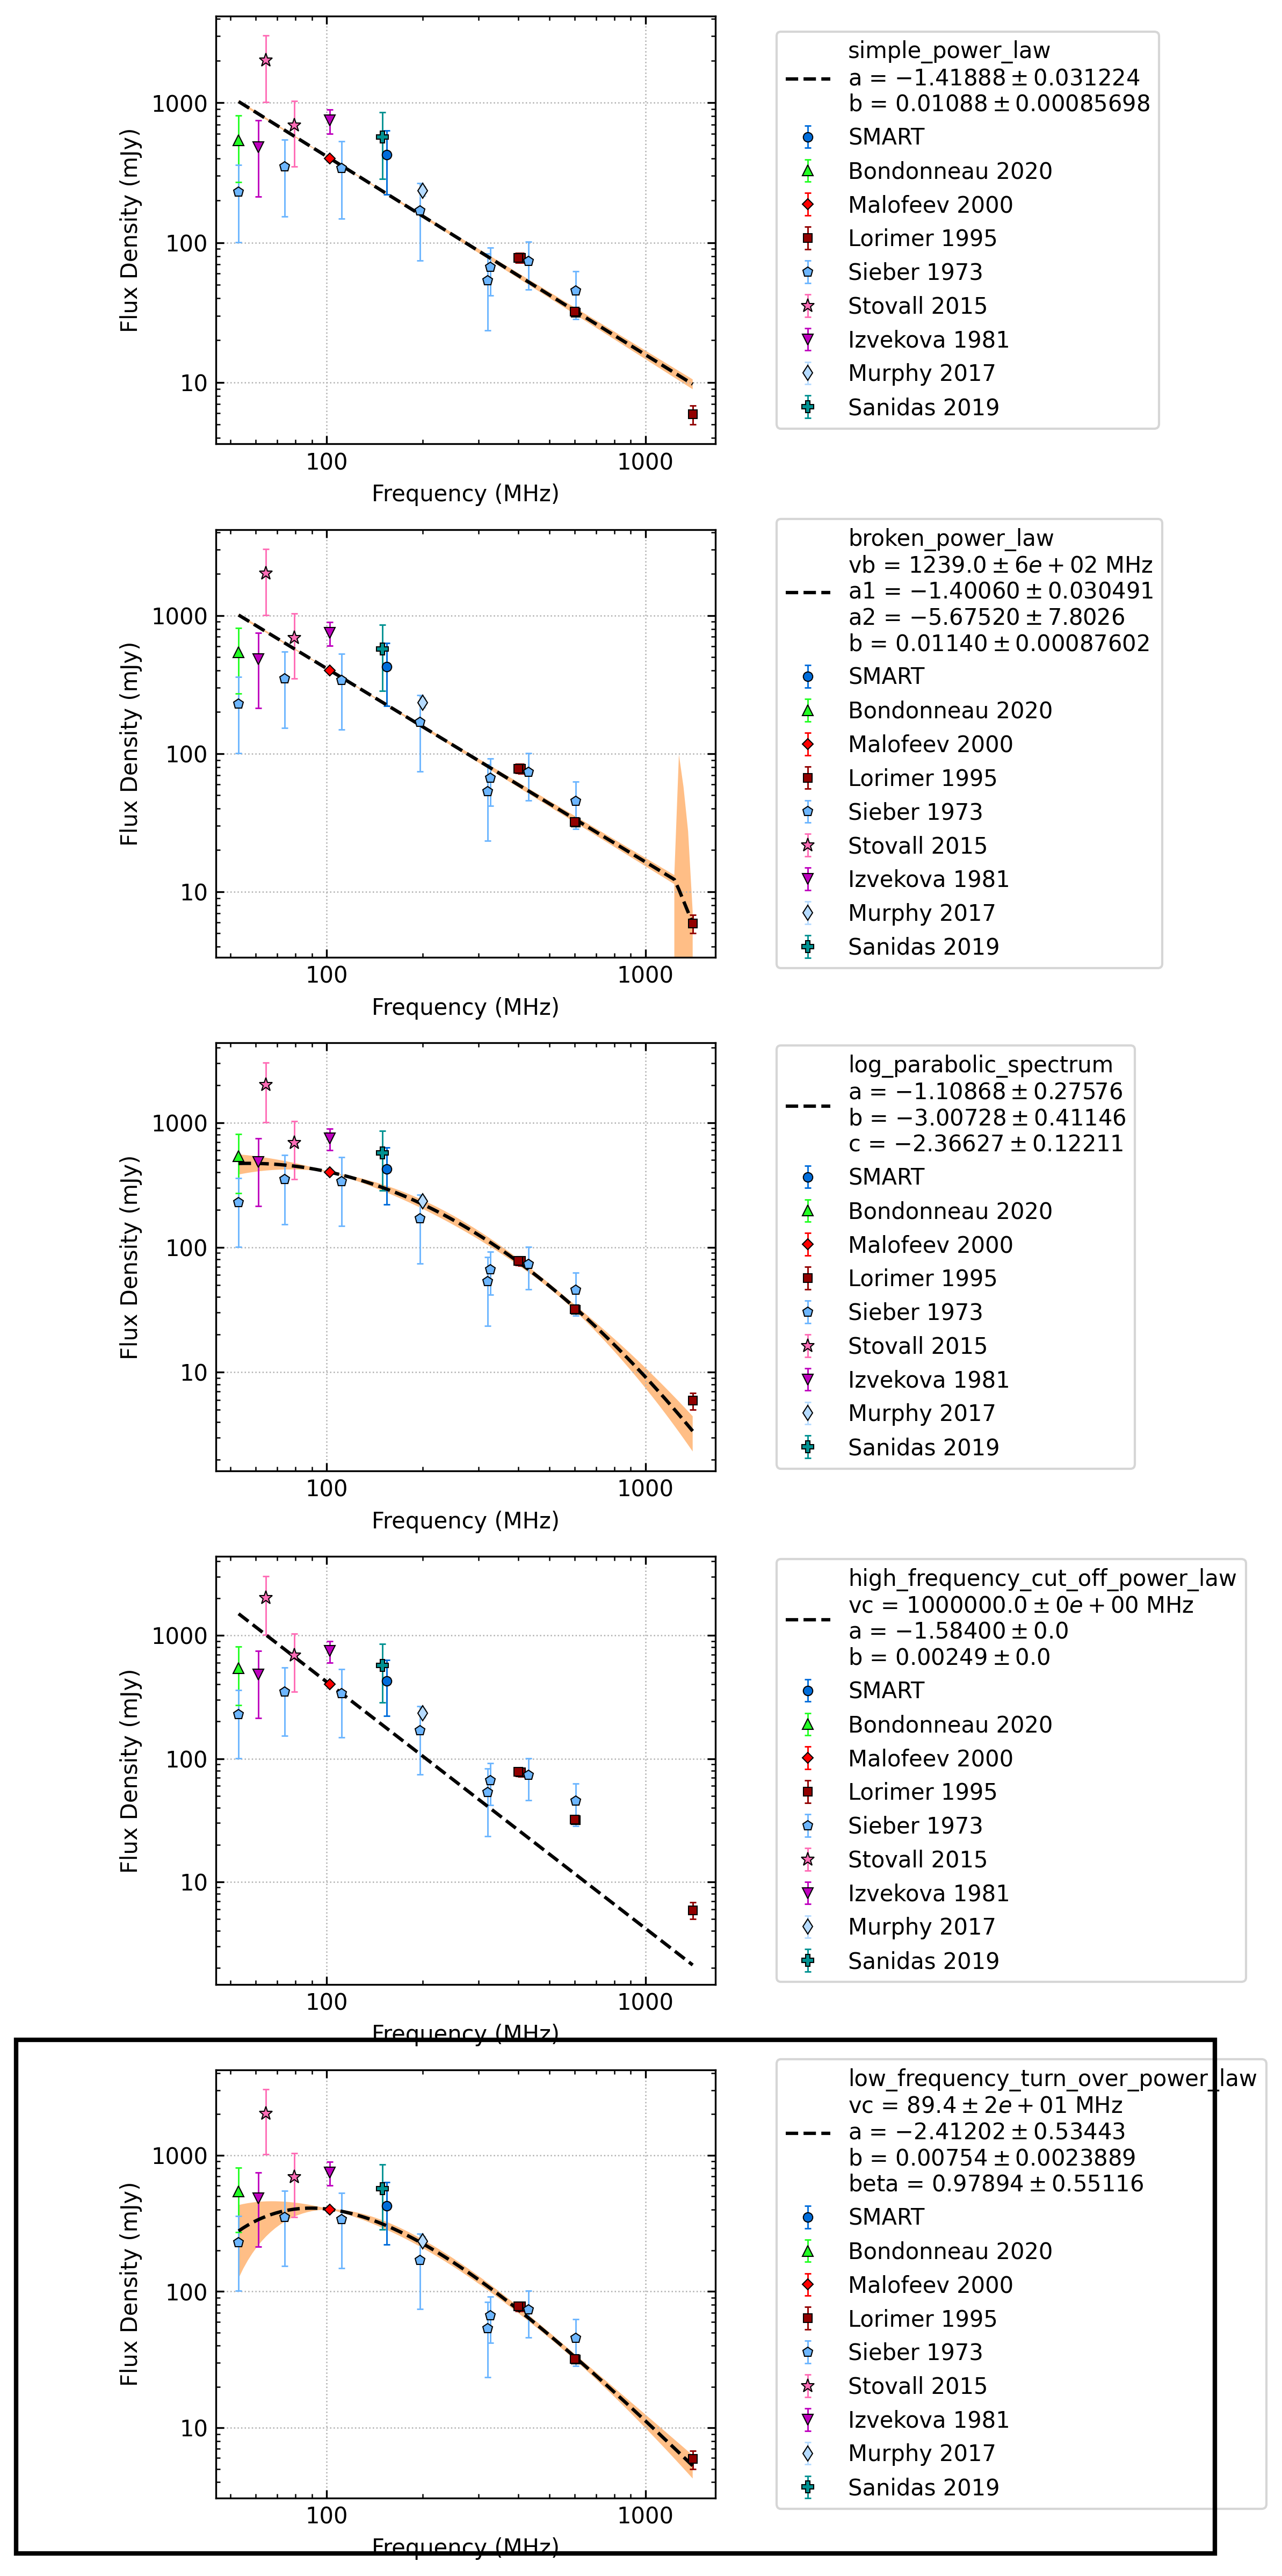 simple_power_law
a = −1.41888 ± 0.031224
b = 0.01088 ± 0.00085698
SMART
Bondonneau 2020
Malofeev 2000
Lorimer 1995
Sieber 1973
Stovall 2015
Izvekova 1981
Murphy 2017
Sanidas 2019
Flux Density (mJy)
1000
100
10
100 1000
Frequency (MHz)
broken_power_law
vb = 1239.0 ± 6e + 02 MHz
a1 = −1.40060 ± 0.030491
a2 = −5.67520 ± 7.8026
b = 0.01140 ± 0.00087602
SMART
Bondonneau 2020
Malofeev 2000
Lorimer 1995
Sieber 1973
Stovall 2015
Izvekova 1981
Murphy 2017
Sanidas 2019
Flux Density (mJy)
1000
100
10
100 1000
Frequency (MHz)
log_parabolic_spectrum
a = −1.10868 ± 0.27576
b = −3.00728 ± 0.41146
c = −2.36627 ± 0.12211
SMART
Bondonneau 2020
Malofeev 2000
Lorimer 1995
Sieber 1973
Stovall 2015
Izvekova 1981
Murphy 2017
Sanidas 2019
Flux Density (mJy)
1000
100
10
100 1000
Frequency (MHz)
high_frequency_cut_off_power_law
vc = 1000000.0 ± 0e + 00 MHz
a = −1.58400 ± 0.0
b = 0.00249 ± 0.0
SMART
Bondonneau 2020
Malofeev 2000
Lorimer 1995
Sieber 1973
Stovall 2015
Izvekova 1981
Murphy 2017
Sanidas 2019
Flux Density (mJy)
1000
100
10
100 1000
Frequency (MHz)
low_frequency_turn_over_power_law
vc = 89.4 ± 2e + 01 MHz
a = −2.41202 ± 0.53443
b = 0.00754 ± 0.0023889
beta = 0.97894 ± 0.55116
SMART
Bondonneau 2020
Malofeev 2000
Lorimer 1995
Sieber 1973
Stovall 2015
Izvekova 1981
Murphy 2017
Sanidas 2019
Flux Density (mJy)
1000
100
10
100 1000
Frequency (MHz)